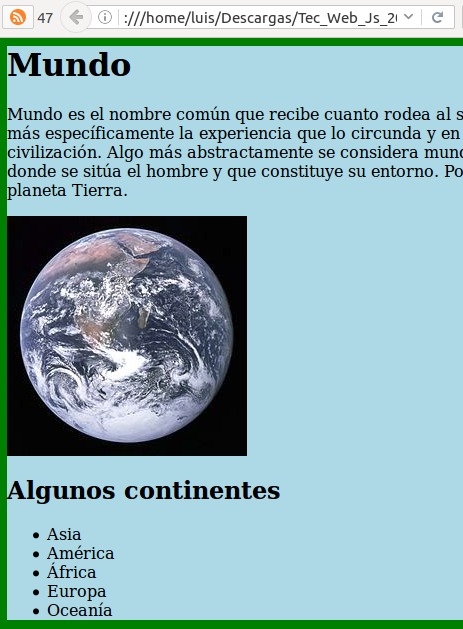 47
:///home/luis/Descargas/Tec_Web_Js_20
Mundo
Mundo es el nombre común que recibe cuanto rodea al s
más específicamente la experiencia que lo circunda y en
civilización. Algo más abstractamente se considera mund
donde se sitúa el hombre y que constituye su entorno. Po
planeta Tierra.
Algunos continentes
Asia
América
África
Europa
Oceanía